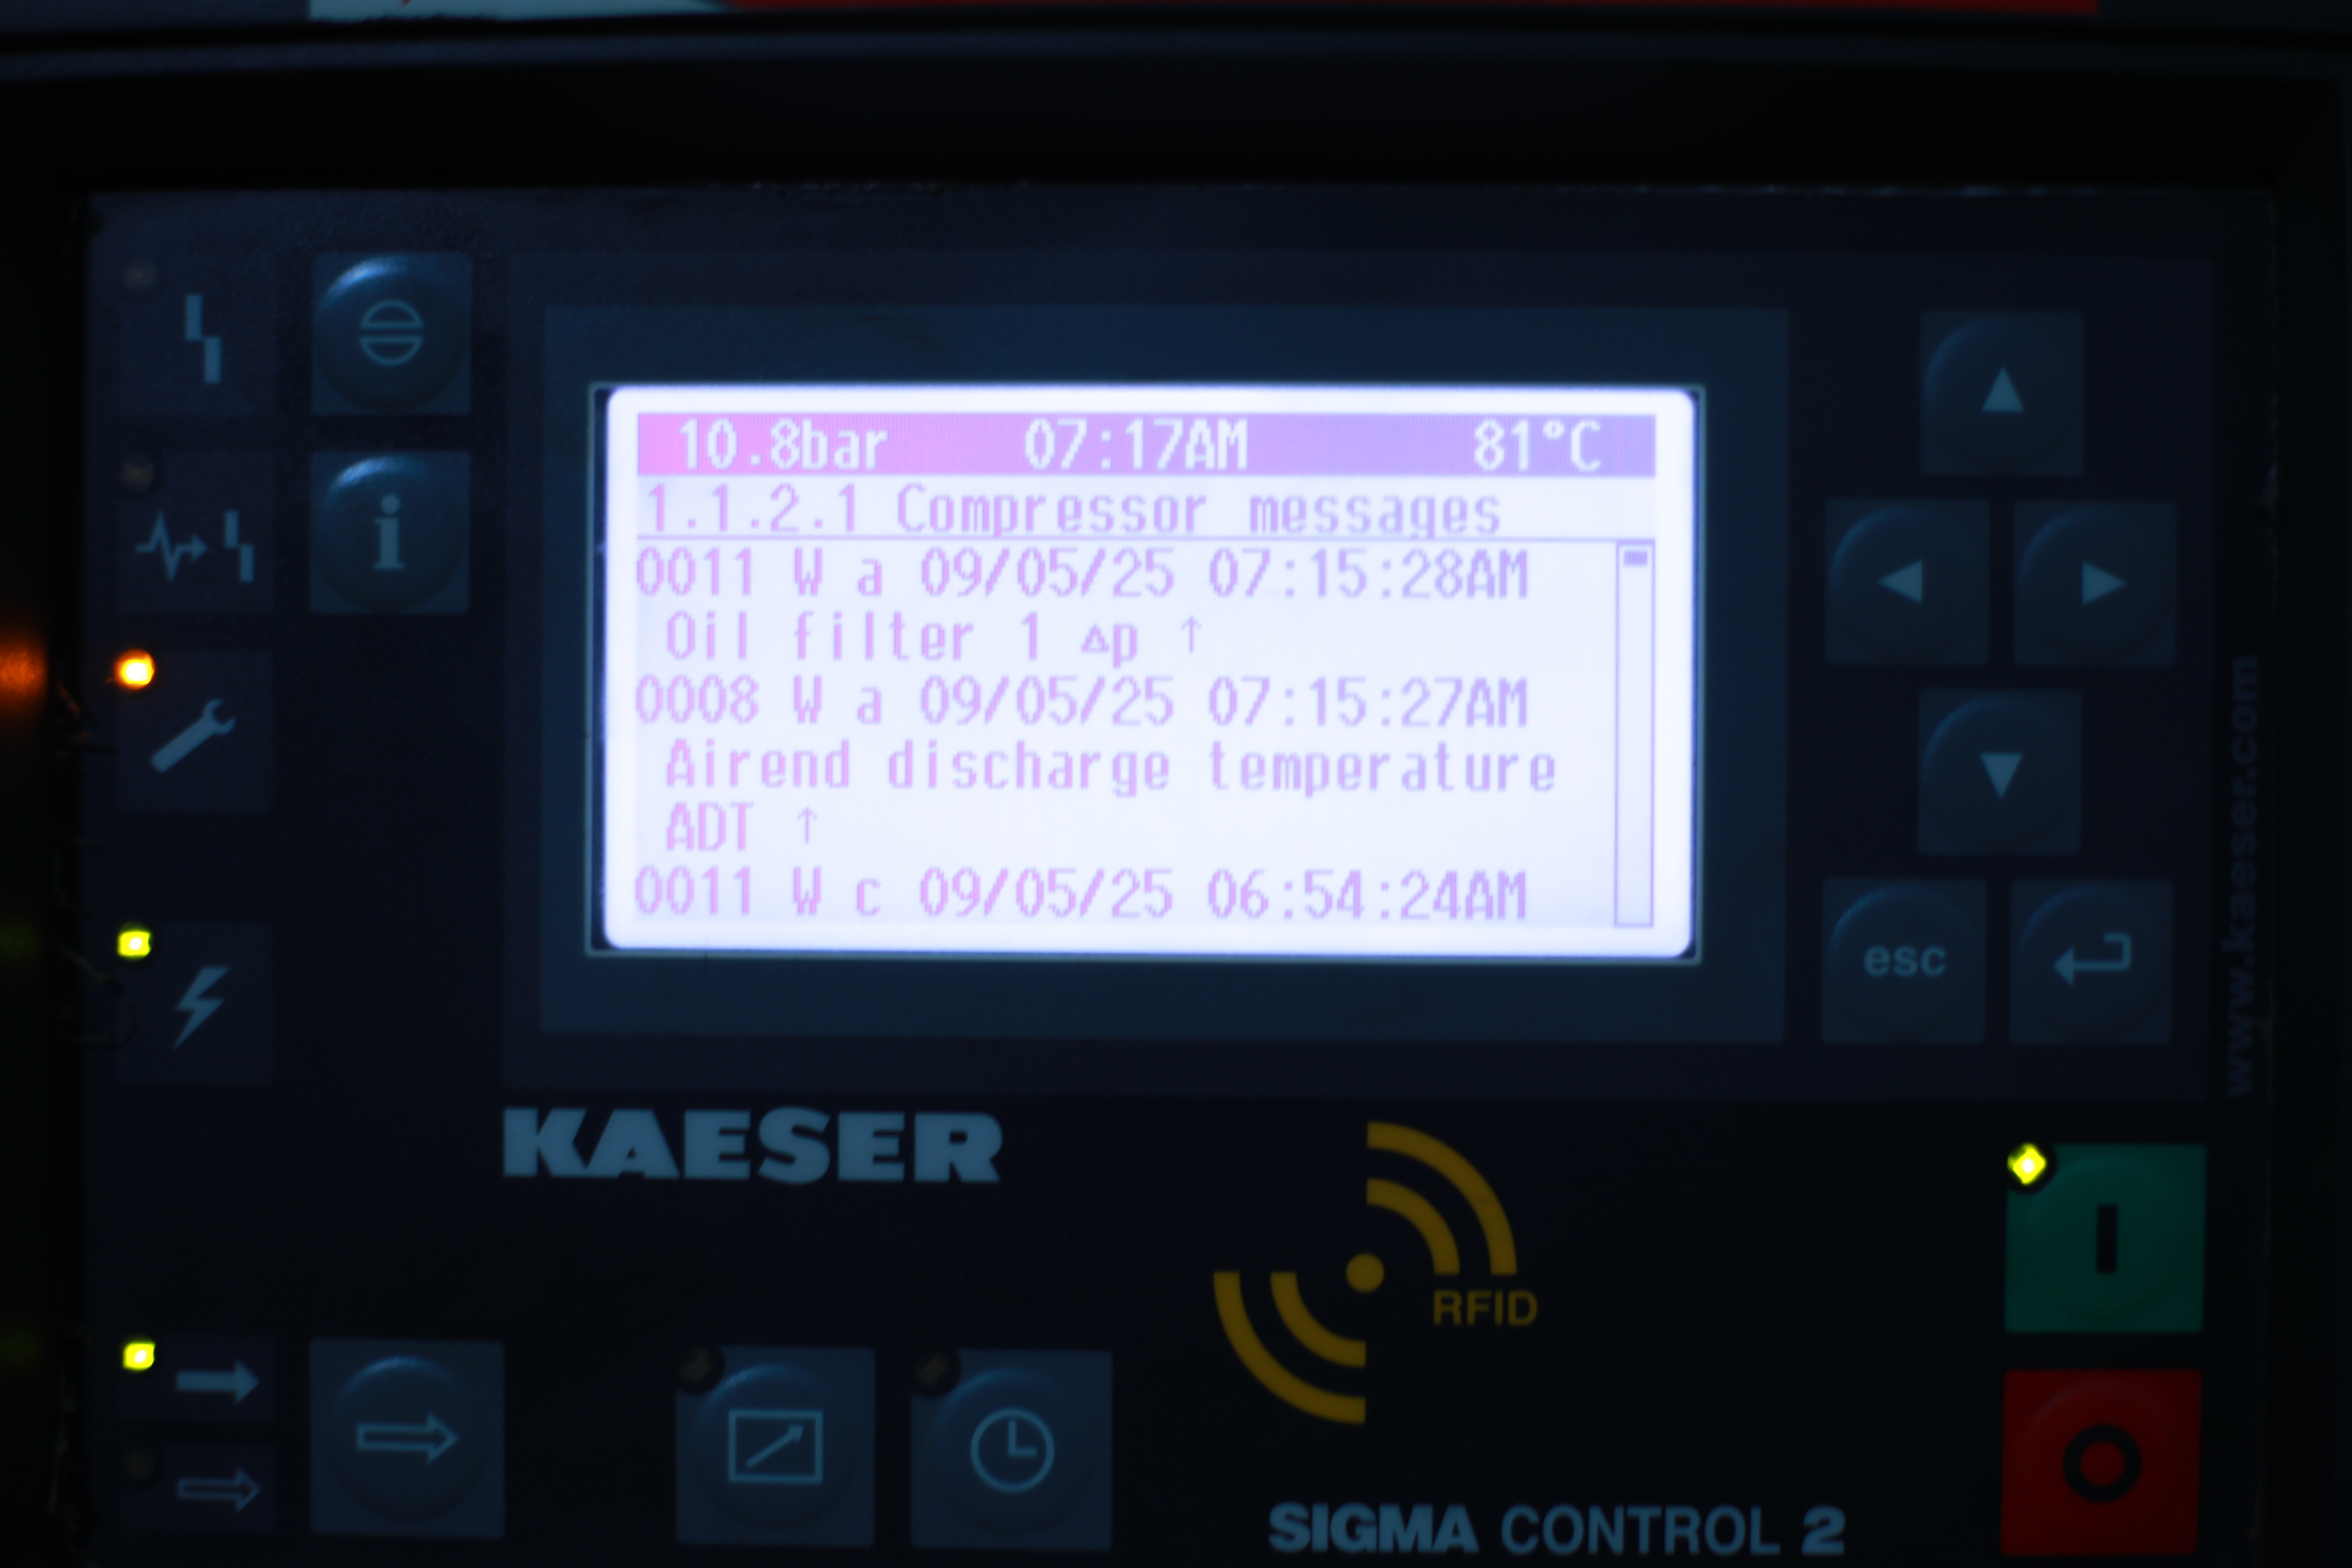 10.8bar 07:17AM 81°C
1.1.2.1 Compressor messages
0011 W a 09/05/25 07:15:28AM
Oil filter 1 Δp ↑
0008 W a 09/05/25 07:15:27AM
Airend discharge temperature
ADT ↑
0011 W c 09/05/25 06:54:24AM
esc
www.kaeser.com
KAESER
RFID
I
O
SIGMA CONTROL 2
i